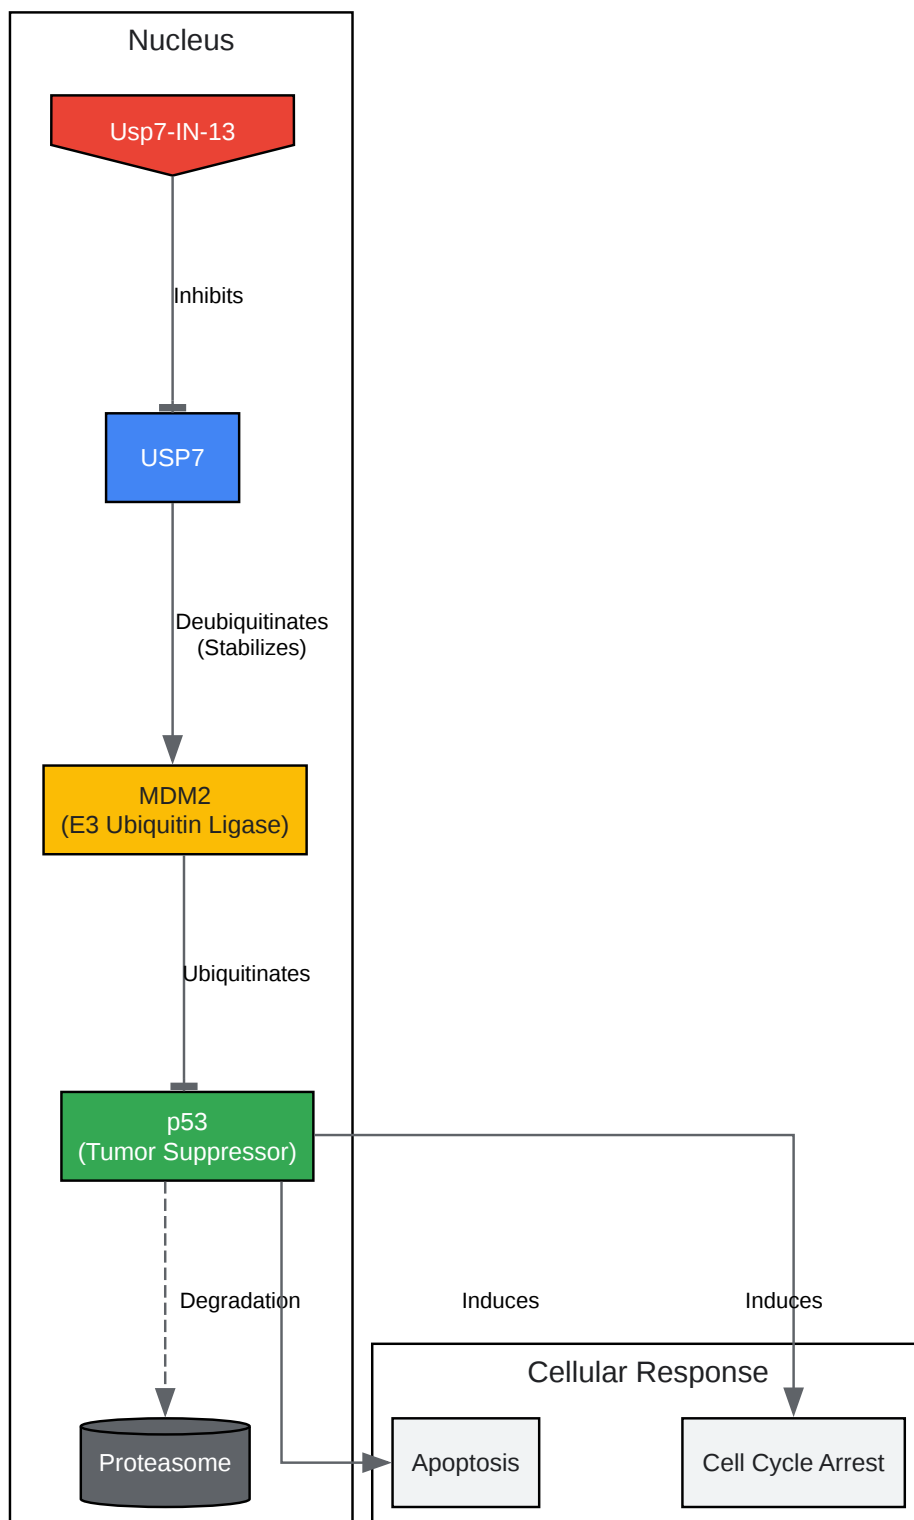 Nucleus
Usp7-IN-13
Inhibits
USP7
Deubiquitinates
(Stabilizes)
MDM2
(E3 Ubiquitin Ligase)
Ubiquitinates
p53
(Tumor Suppressor)
Degradation
Induces
Induces
Cellular Response
Proteasome
Apoptosis
Cell Cycle Arrest